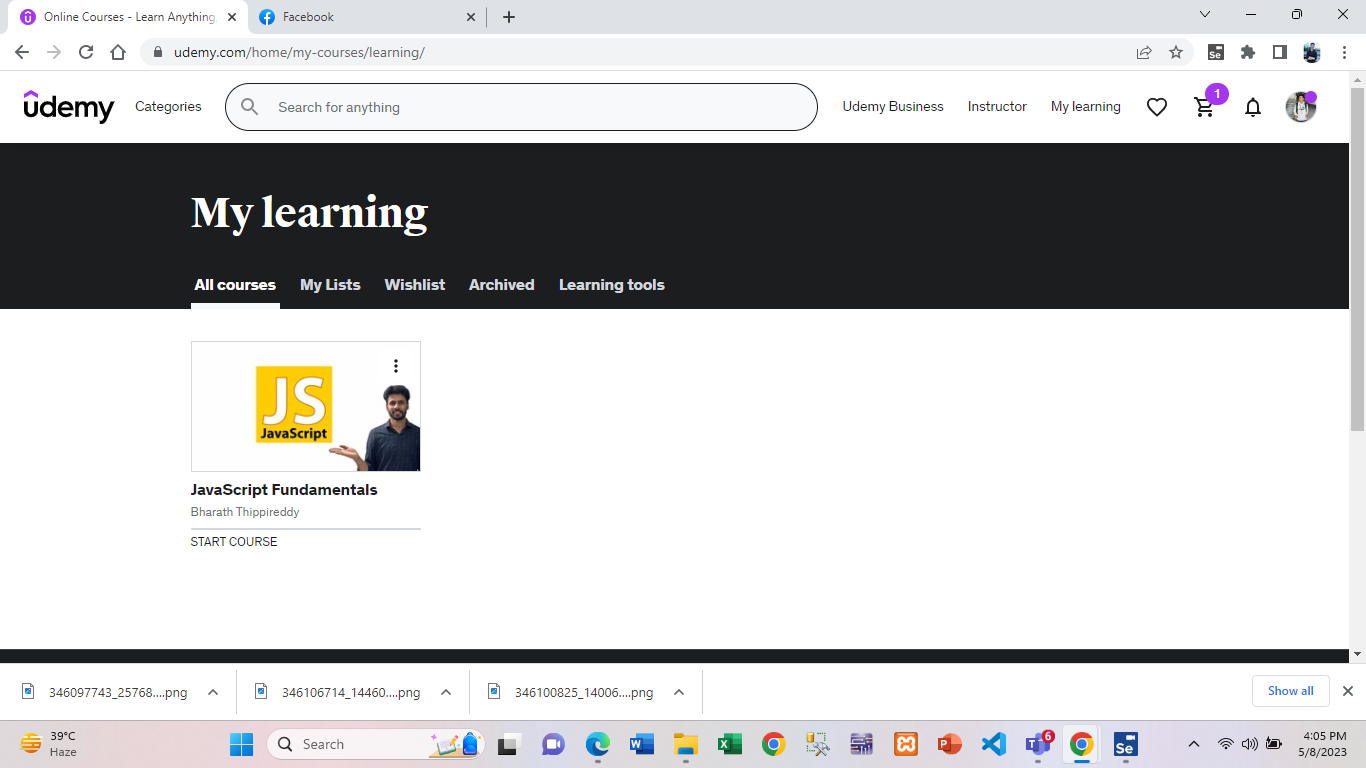 Online Courses - Learn Anything
Facebook
udemy.com/home/my-courses/learning/
Se
udemy
Categories
Search for anything
Udemy Business
Instructor
My learning
1
My learning
All courses
My Lists
Wishlist
Archived
Learning tools
JS
JavaScript
JavaScript Fundamentals
Bharath Thippireddy
START COURSE
346097743_25768....png
346106714_14460....png
346100825_14006....png
Show all
39°C
Haze
Search
6
Se
4:05 PM
5/8/2023